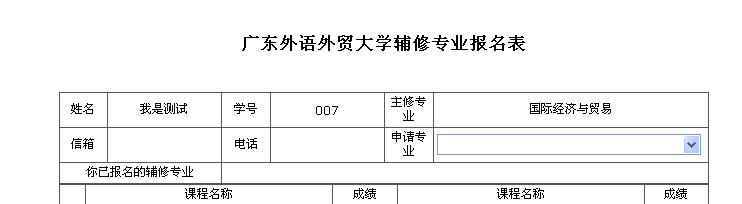 广东外语外贸大学辅修专业报名表
姓名 我是测试 学号 007 主修专业 国际经济与贸易
信箱 电话 申请专业
你已报名的辅修专业
课程名称 成绩 课程名称 成绩